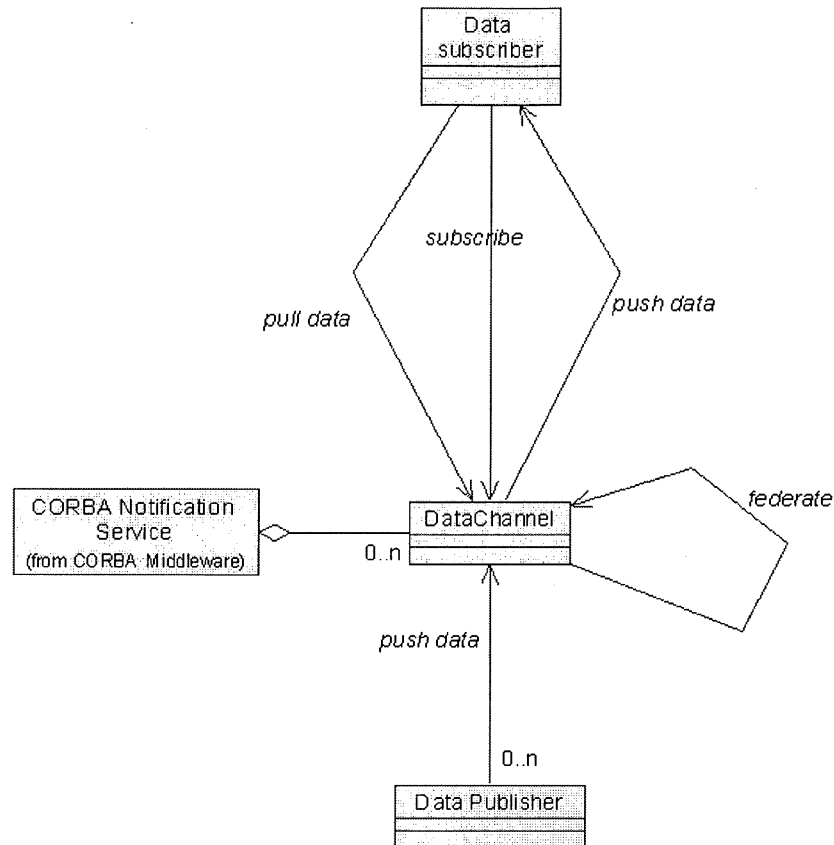 Data
subscriber
subscribe
pull data
push data
CORBA Notification
Service
(from CORBA Middleware)
DataChannel
federate
0..n
push data
0..n
Data Publisher